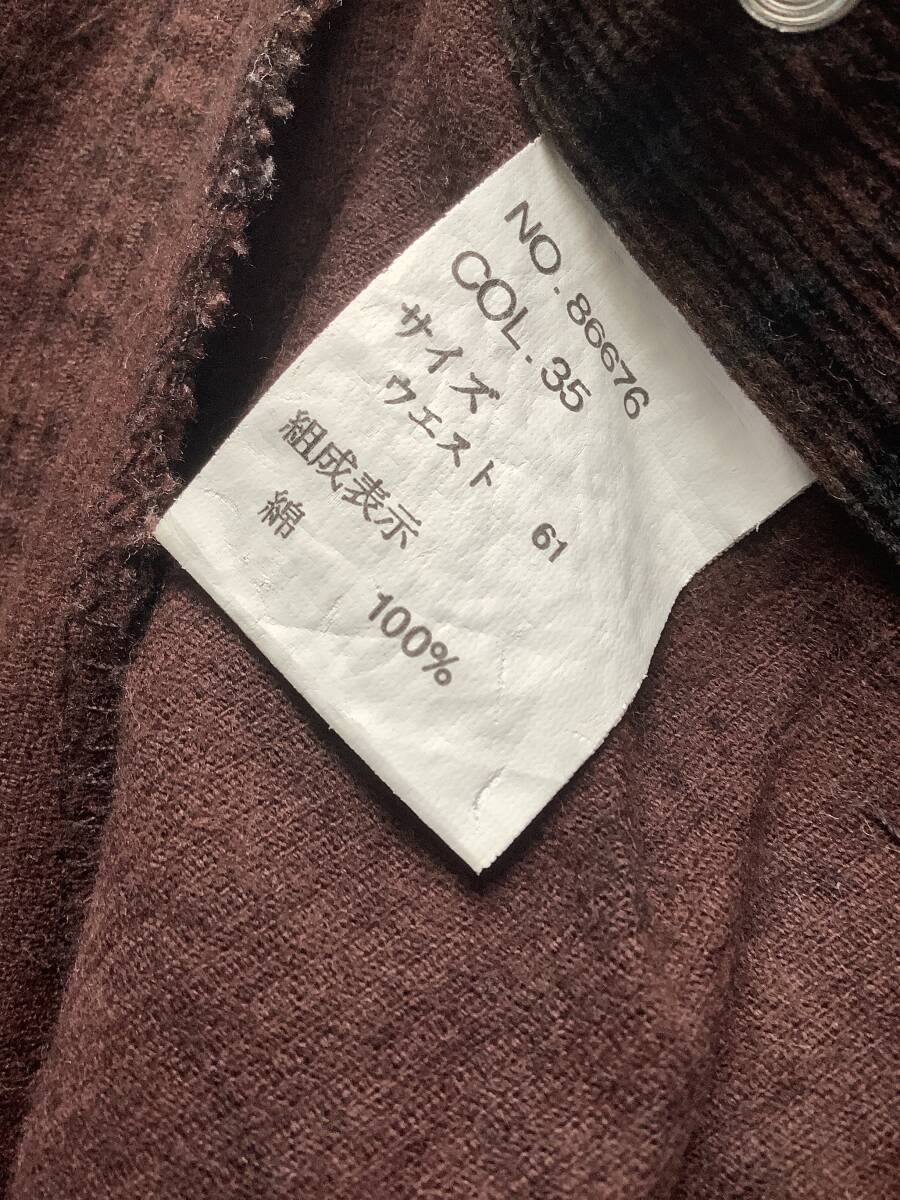 NO.86676
COL.35
サイズ
ウエスト 61
組成表示
綿 100%